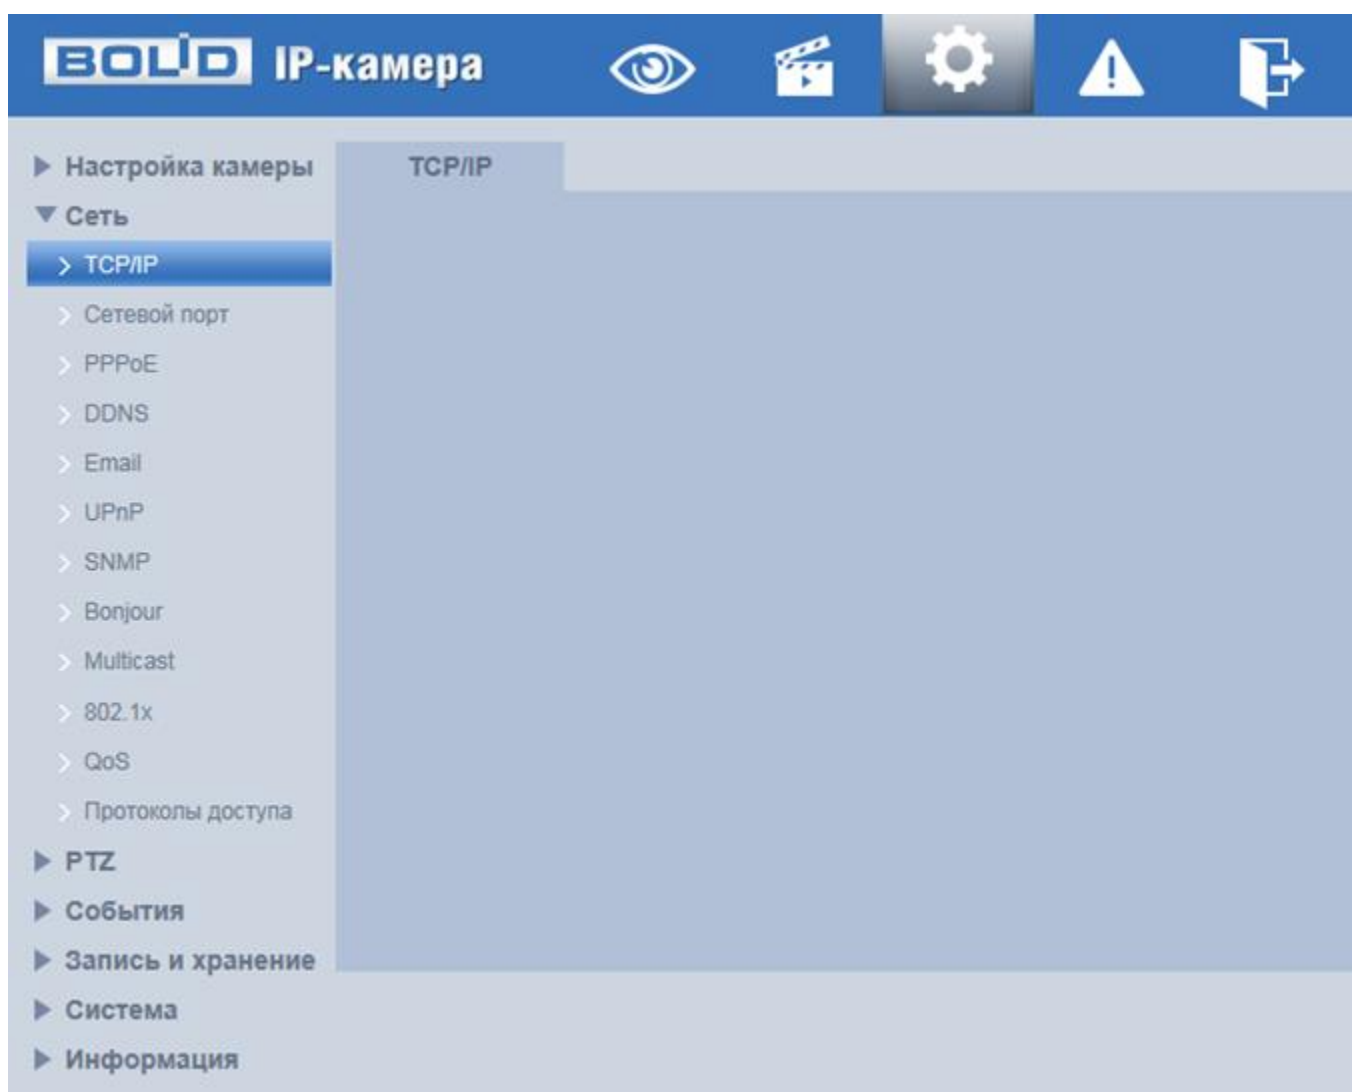 BOLID IP-камера
Настройка камеры
TCP/IP
Сеть
TCP/IP
Сетевой порт
PPPoE
DDNS
Email
UPnP
SNMP
Bonjour
Multicast
802.1x
QoS
Протоколы доступа
PTZ
События
Запись и хранение
Система
Информация